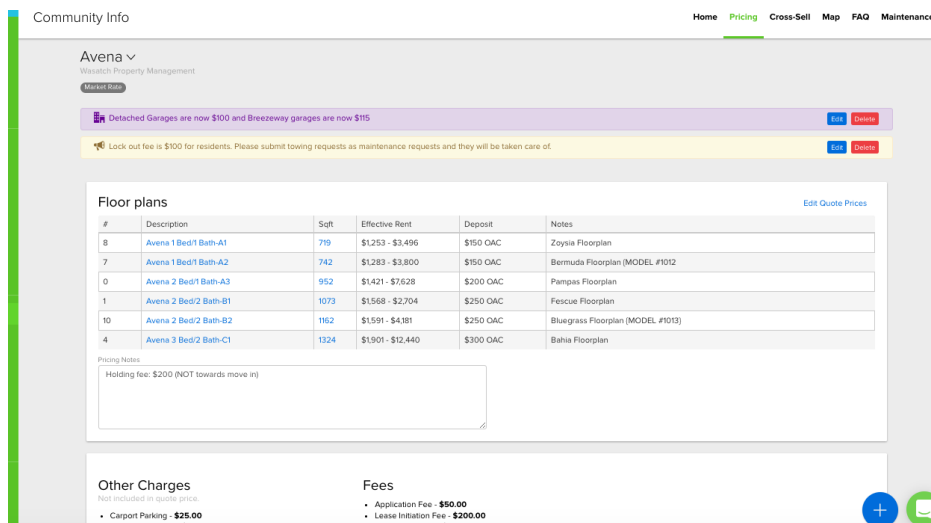 Community Info
Home Pricing Cross-Sell Map FAQ Maintenance
Avena
Wasatch Property Management
Market Rate
Detached Garages are now $100 and Breezeway garages are now $115 Edit Delete
Lock out fee is $100 for residents. Please submit towing requests as maintenance requests and they will be taken care of. Edit Delete
Floor plans Edit Quote Prices
# Description Sqft Effective Rent Deposit Notes
8 Avena 1 Bed/1 Bath-A1 719 $1,253 - $3,496 $150 OAC Zoysia Floorplan
7 Avena 1 Bed/1 Bath-A2 742 $1,283 - $3,800 $150 OAC Bermuda Floorplan (MODEL #1012
0 Avena 2 Bed/1 Bath-A3 952 $1,421 - $7,628 $200 OAC Pampas Floorplan
1 Avena 2 Bed/2 Bath-B1 1073 $1,568 - $2,704 $250 OAC Fescue Floorplan
10 Avena 2 Bed/2 Bath-B2 1162 $1,591 - $4,181 $250 OAC Bluegrass Floorplan (MODEL #1013)
4 Avena 3 Bed/2 Bath-C1 1324 $1,901 - $12,440 $300 OAC Bahia Floorplan
Pricing Notes
Holding fee: $200 (NOT towards move in)
Other Charges
Not included in quote price.
• Carport Parking - $25.00
Fees
• Application Fee - $50.00
• Lease Initiation Fee - $200.00